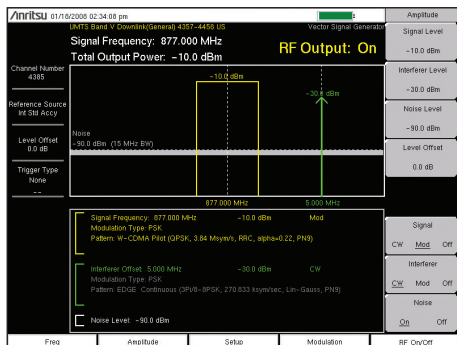 Anritsu 01/16/2008 02:34:08 pm
UMTS Band V Downlink(General) 4357-4458 US
Vector Signal Generator
Signal Frequency: 877.000 MHz
Total Output Power: -10.0 dBm
RF Output: On
Channel Number
4385
Reference Source
Int Std Accy
Level Offset
0.0 dB
Trigger Type
None
--
-10.0 dBm
-30.0 dBm
Noise
-90.0 dBm (15 MHz BW)
877.000 MHz
5.000 MHz
Signal Frequency: 877.000 MHz -10.0 dBm Mod
Modulation Type: PSK
Pattern: W-CDMA Pilot (QPSK, 3.84 Msym/s, RRC, alpha=0.22, PN9)
Interferer Offset: 5.000 MHz -30.0 dBm CW
Modulation Type: PSK
Pattern: EDGE Continuous (3Pi/8-8PSK, 270.833 ksym/sec, Lin-Gauss, PN9)
Noise Level: -90.0 dBm
Amplitude
Signal Level
-10.0 dBm
Interferer Level
-30.0 dBm
Noise Level
-90.0 dBm
Level Offset
0.0 dB
Signal
CW Mod Off
Interferer
CW Mod Off
Noise
On Off
Freq Amplitude Setup Modulation RF On/Off